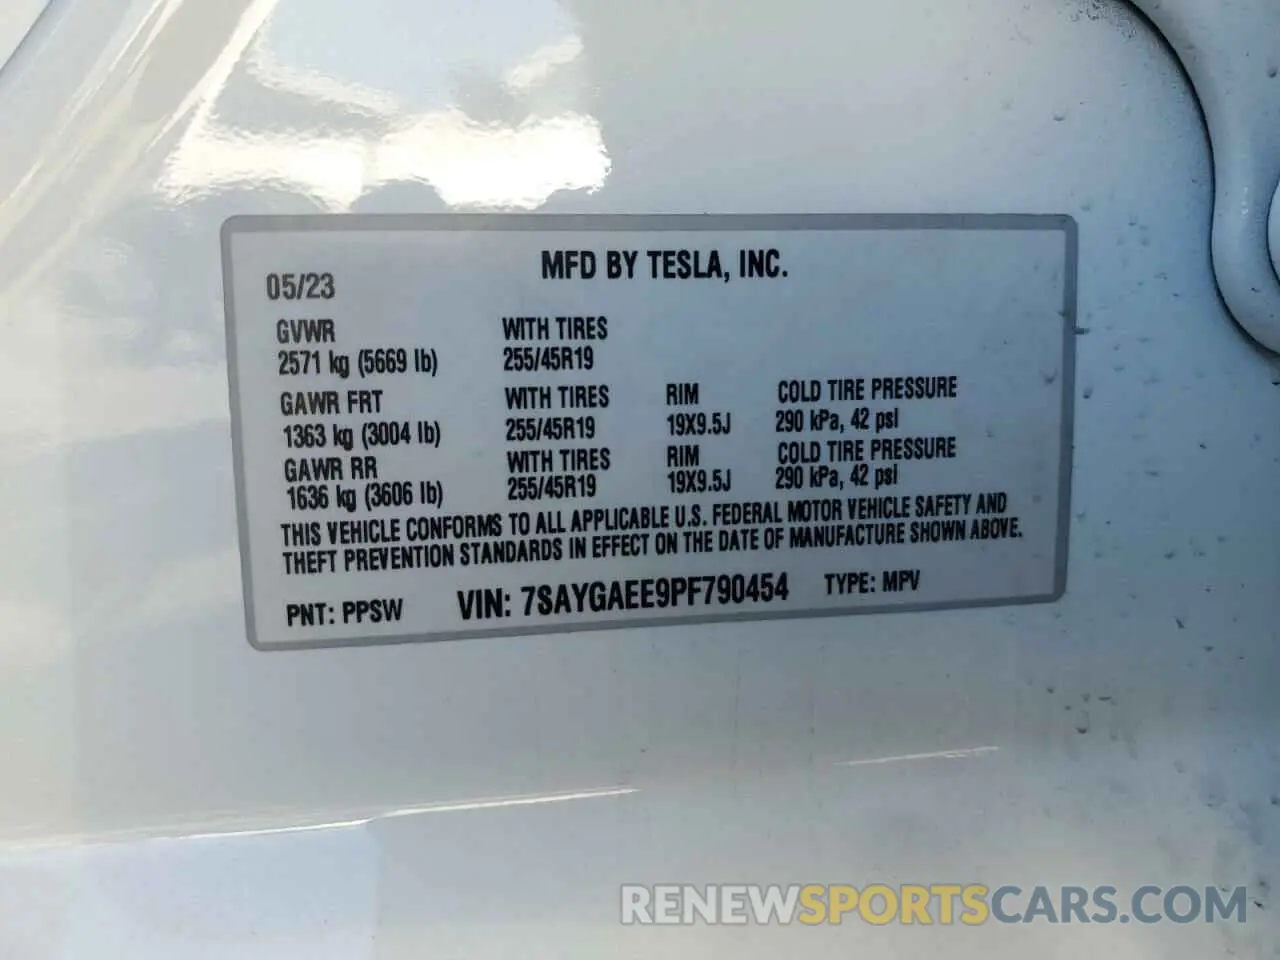 MFD BY TESLA, INC.
05/23
GVWR WITH TIRES
2571 kg (5669 lb) 255/45R19
GAWR FRT WITH TIRES RIM COLD TIRE PRESSURE
1363 kg (3004 lb) 255/45R19 19X9.5J 290 kPa, 42 psi
GAWR RR WITH TIRES RIM COLD TIRE PRESSURE
1636 kg (3606 lb) 255/45R19 19X9.5J 290 kPa, 42 psi
THIS VEHICLE CONFORMS TO ALL APPLICABLE U.S. FEDERAL MOTOR VEHICLE SAFETY AND
THEFT PREVENTION STANDARDS IN EFFECT ON THE DATE OF MANUFACTURE SHOWN ABOVE.
PNT: PPSW VIN: 7SAYGAEE9PF790454 TYPE: MPV
RENEWSPORTSCARS.COM